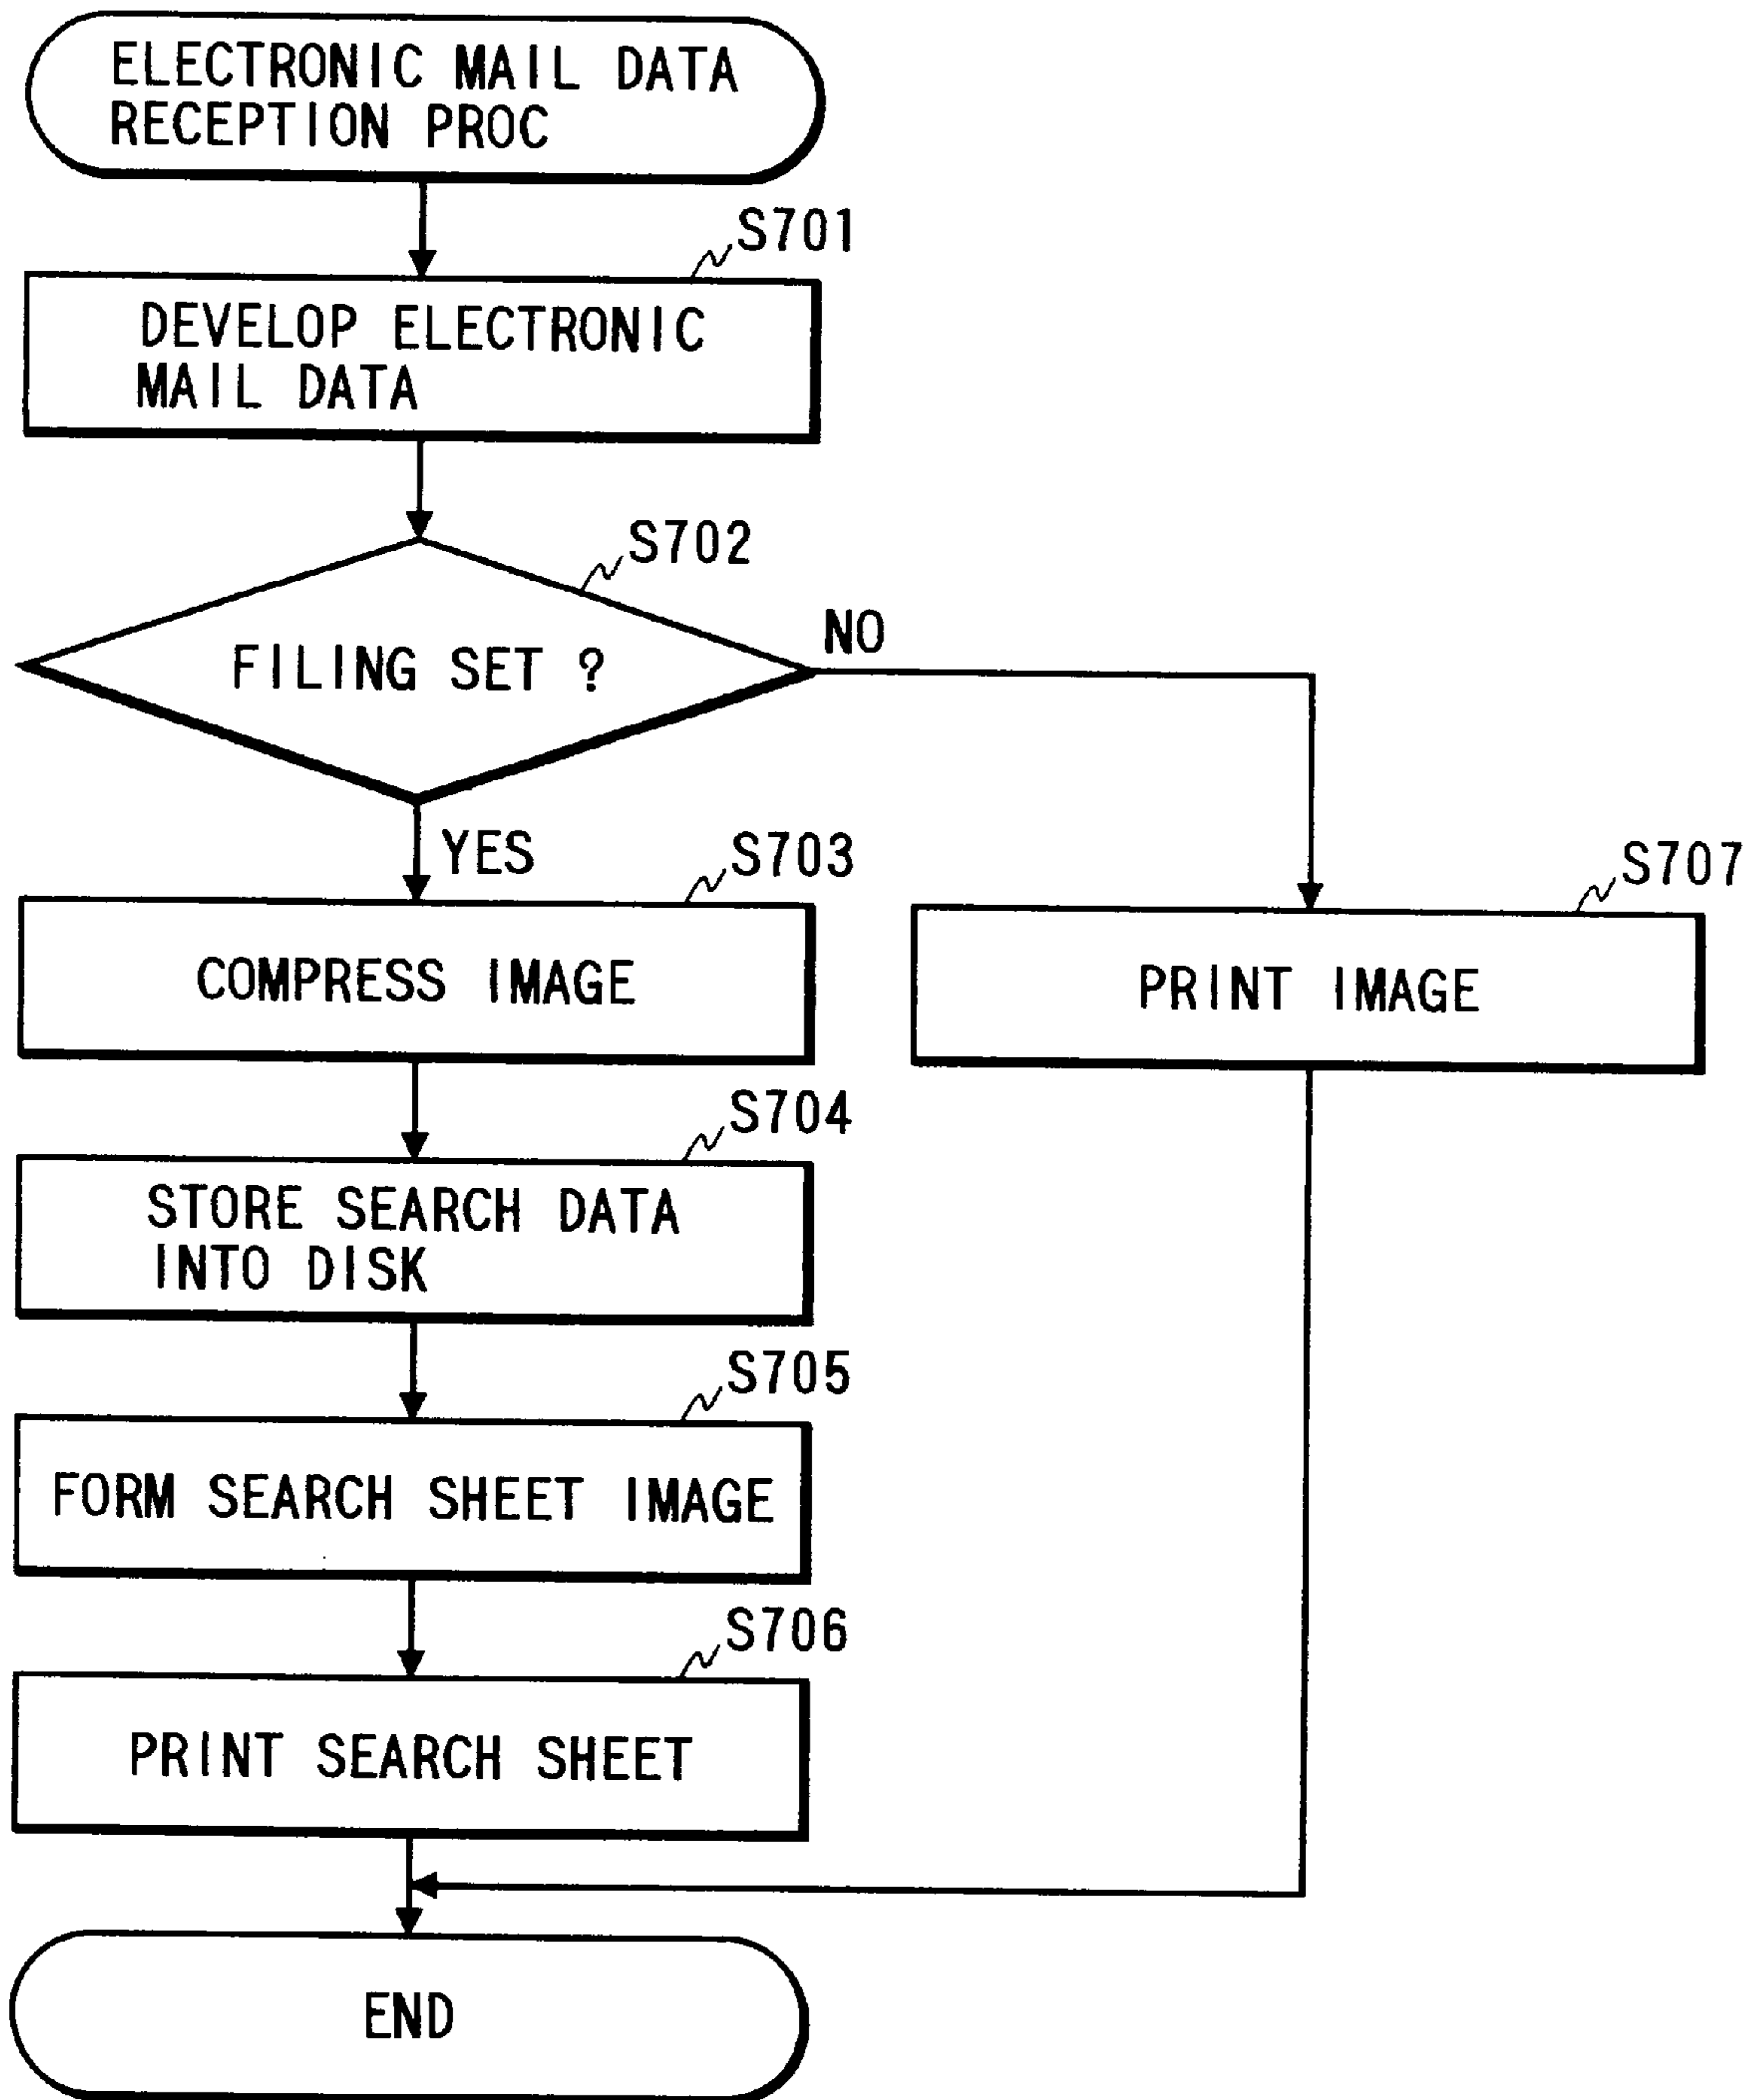 ELECTRONIC MAIL DATA
RECEPTION PROC
S701
DEVELOP ELECTRONIC
MAIL DATA
S702
FILING SET ?
NO
YES
S703
COMPRESS IMAGE
S707
PRINT IMAGE
S704
STORE SEARCH DATA
INTO DISK
S705
FORM SEARCH SHEET IMAGE
S706
PRINT SEARCH SHEET
END